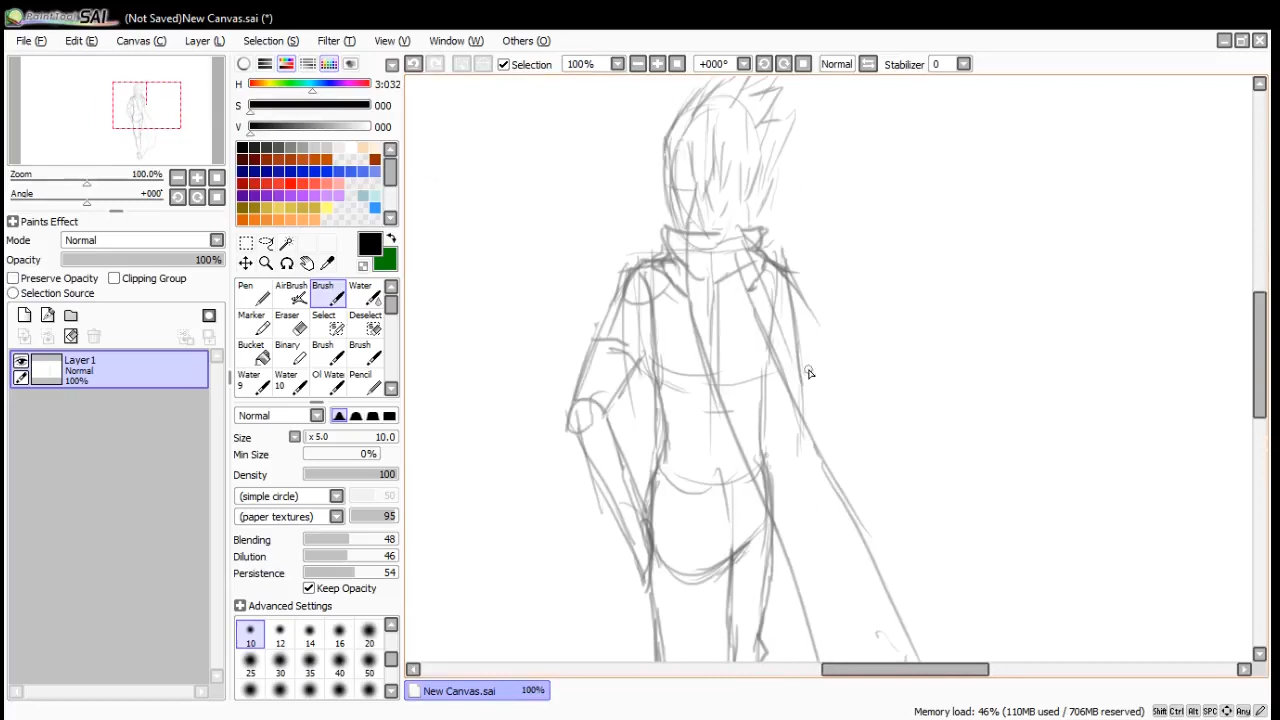 PaintTool SAI (Not Saved)New Canvas.sai (*)
File (F) Edit (E) Canvas (C) Layer (L) Selection (S) Filter (T) View (V) Window (W) Others (O)
Selection 100% +000° Normal Stabilizer 0
H 3:032
S 000
V 000
Zoom 100.0%
Angle +000°
Paints Effect
Mode Normal
Opacity 100%
Preserve Opacity Clipping Group
Selection Source
Layer1
Normal
100%
Pen AirBrush Brush Water
Marker Eraser Select Deselect
Bucket Binary Brush Brush
Water 9 Water 10 Oil Water Pencil
Normal
Size x 5.0 10.0
Min Size 0%
Density 100
(simple circle) 50
(paper textures) 95
Blending 48
Dilution 46
Persistence 54
Keep Opacity
Advanced Settings
10 12 14 16 20
25 30 35 40 50
New Canvas.sai 100%
Memory load: 46% (110MB used / 706MB reserved) Shift Ctrl Alt SPC Any